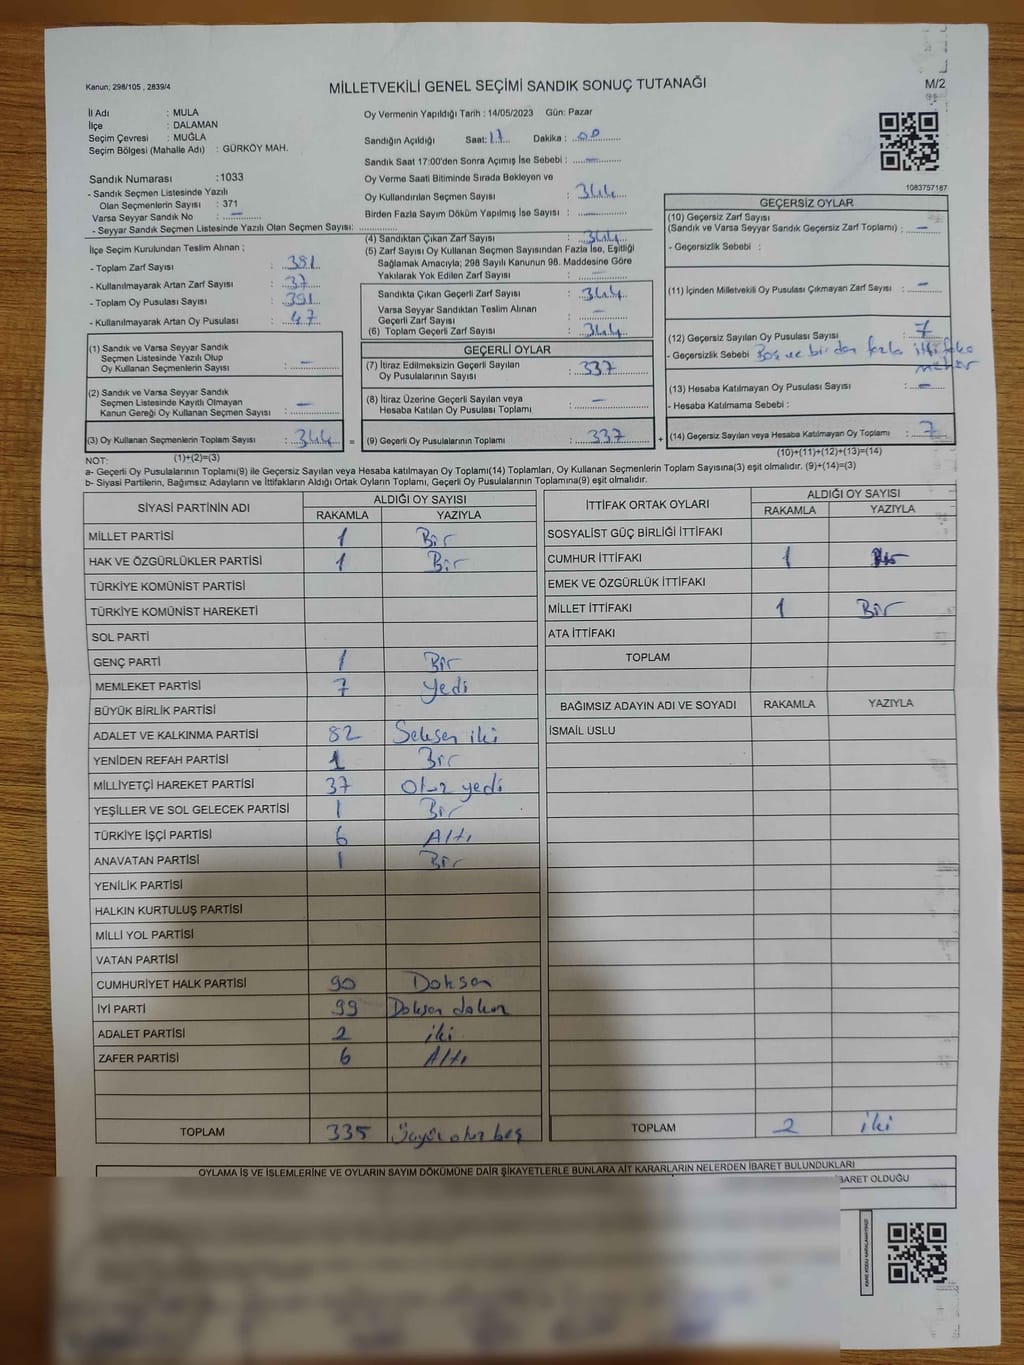 Kanun; 298/105 , 2839/4
MİLLETVEKİLİ GENEL SEÇİMİ SANDIK SONUÇ TUTANAĞI
M/2
İl Adı : MULA
İlçe : DALAMAN
Seçim Çevresi : MUĞLA
Seçim Bölgesi (Mahalle Adı) : GÜRKÖY MAH.
Sandık Numarası :1033
- Sandık Seçmen Listesinde Yazılı
Olan Seçmenlerin Sayısı : 371
Varsa Seyyar Sandık No : –
- Seyyar Sandık Seçmen Listesinde Yazılı Olan Seçmen Sayısı:
Oy Vermenin Yapıldığı Tarih : 14/05/2023 Gün: Pazar
Sandığın Açıldığı Saat: 17 Dakika : 00
Sandık Saat 17:00'den Sonra Açımış İse Sebebi : –
Oy Verme Saati Bitiminde Sırada Bekleyen ve
Oy Kullandırılan Seçmen Sayısı : 344
Birden Fazla Sayım Döküm Yapılmış İse Sayısı : –
1083757187
İlçe Seçim Kurulundan Teslim Alınan ;
- Toplam Zarf Sayısı : 381
- Kullanılmayarak Artan Zarf Sayısı : 37
- Toplam Oy Pusulası Sayısı : 391
- Kullanılmayarak Artan Oy Pusulası : 47
(4) Sandıktan Çıkan Zarf Sayısı : 344
(5) Zarf Sayısı Oy Kullanan Seçmen Sayısından Fazla İse, Eşitliği
Sağlamak Amacıyla; 298 Sayılı Kanunun 98. Maddesine Göre
Yakılarak Yok Edilen Zarf Sayısı : –
Sandıkta Çıkan Geçerli Zarf Sayısı : 344
Varsa Seyyar Sandıktan Teslim Alınan
Geçerli Zarf Sayısı : –
(6) Toplam Geçerli Zarf Sayısı : 344
GEÇERSİZ OYLAR
(10) Geçersiz Zarf Sayısı
(Sandık ve Varsa Seyyar Sandık Geçersiz Zarf Toplamı) : –
- Geçersizlik Sebebi :
(11) İçinden Milletvekili Oy Pusulası Çıkmayan Zarf Sayısı : –
(12) Geçersiz Sayılan Oy Pusulası Sayısı : 7
- Geçersizlik Sebebi Boş ve birden fazla ittifaka mühür
(13) Hesaba Katılmayan Oy Pusulası Sayısı : –
- Hesaba Katılmama Sebebi :
(14) Geçersiz Sayılan veya Hesaba Katılmayan Oy Toplamı : 7
(10)+(11)+(12)+(13)=(14)
(1) Sandık ve Varsa Seyyar Sandık
Seçmen Listesinde Yazılı Olup
Oy Kullanan Seçmen Sayısı : –
(2) Sandık ve Varsa Seyyar Sandık
Seçmen Listesinde Kayıtlı Olmayan
Kanun Gereği Oy Kullanan Seçmen Sayısı : –
(3) Oy Kullanan Seçmenlerin Toplam Sayısı : 344 =
(1)+(2)=(3)
GEÇERLİ OYLAR
(7) İtiraz Edilmeksizin Geçerli Sayılan
Oy Pusulalarının Sayısı : 337
(8) İtiraz Üzerine Geçerli Sayılan veya
Hesaba Katılan Oy Pusulası Toplamı : –
(9) Geçerli Oy Pusulalarının Toplamı : 337 +
NOT:
a- Geçerli Oy Pusulalarının Toplamı(9) ile Geçersiz Sayılan veya Hesaba katılmayan Oy Toplamı(14) Toplamları, Oy Kullanan Seçmenlerin Toplam Sayısına(3) eşit olmalıdır. (9)+(14)=(3)
b- Siyasi Partilerin, Bağımsız Adayların ve İttifakların Aldığı Ortak Oyların Toplamı, Geçerli Oy Pusulalarının Toplamına(9) eşit olmalıdır.
SİYASİ PARTİNİN ADI ALDIĞI OY SAYISI
RAKAMLA YAZIYLA
MİLLET PARTİSİ 1 Bir
HAK VE ÖZGÜRLÜKLER PARTİSİ 1 Bir
TÜRKİYE KOMÜNİST PARTİSİ
TÜRKİYE KOMÜNİST HAREKETİ
SOL PARTİ
GENÇ PARTİ 1 Bir
MEMLEKET PARTİSİ 7 Yedi
BÜYÜK BİRLİK PARTİSİ
ADALET VE KALKINMA PARTİSİ 82 Seksen iki
YENİDEN REFAH PARTİSİ 1 Bir
MİLLİYETÇİ HAREKET PARTİSİ 37 Otuz yedi
YEŞİLLER VE SOL GELECEK PARTİSİ 1 Bir
TÜRKİYE İŞÇİ PARTİSİ 6 Altı
ANAVATAN PARTİSİ 1 Bir
YENİLİK PARTİSİ
HALKIN KURTULUŞ PARTİSİ
MİLLİ YOL PARTİSİ
VATAN PARTİSİ
CUMHURİYET HALK PARTİSİ 90 Doksan
İYİ PARTİ 99 Doksan dokuz
ADALET PARTİSİ 2 iki
ZAFER PARTİSİ 6 Altı
TOPLAM 335 Üçyüz otuz beş
İTTİFAK ORTAK OYLARI ALDIĞI OY SAYISI
RAKAMLA YAZIYLA
SOSYALİST GÜÇ BİRLİĞİ İTTİFAKI
CUMHUR İTTİFAKI 1 Bir
EMEK VE ÖZGÜRLÜK İTTİFAKI
MİLLET İTTİFAKI 1 Bir
ATA İTTİFAKI
TOPLAM
BAĞIMSIZ ADAYIN ADI VE SOYADI RAKAMLA YAZIYLA
İSMAİL USLU
TOPLAM 2 iki
OYLAMA İŞ VE İŞLEMLERİNE VE OYLARIN SAYIM DÖKÜMÜNE DAİR ŞİKAYETLERLE BUNLARA AİT KARARLARIN NELERDEN İBARET BULUNDUKLARI
İBARET OLDUĞU